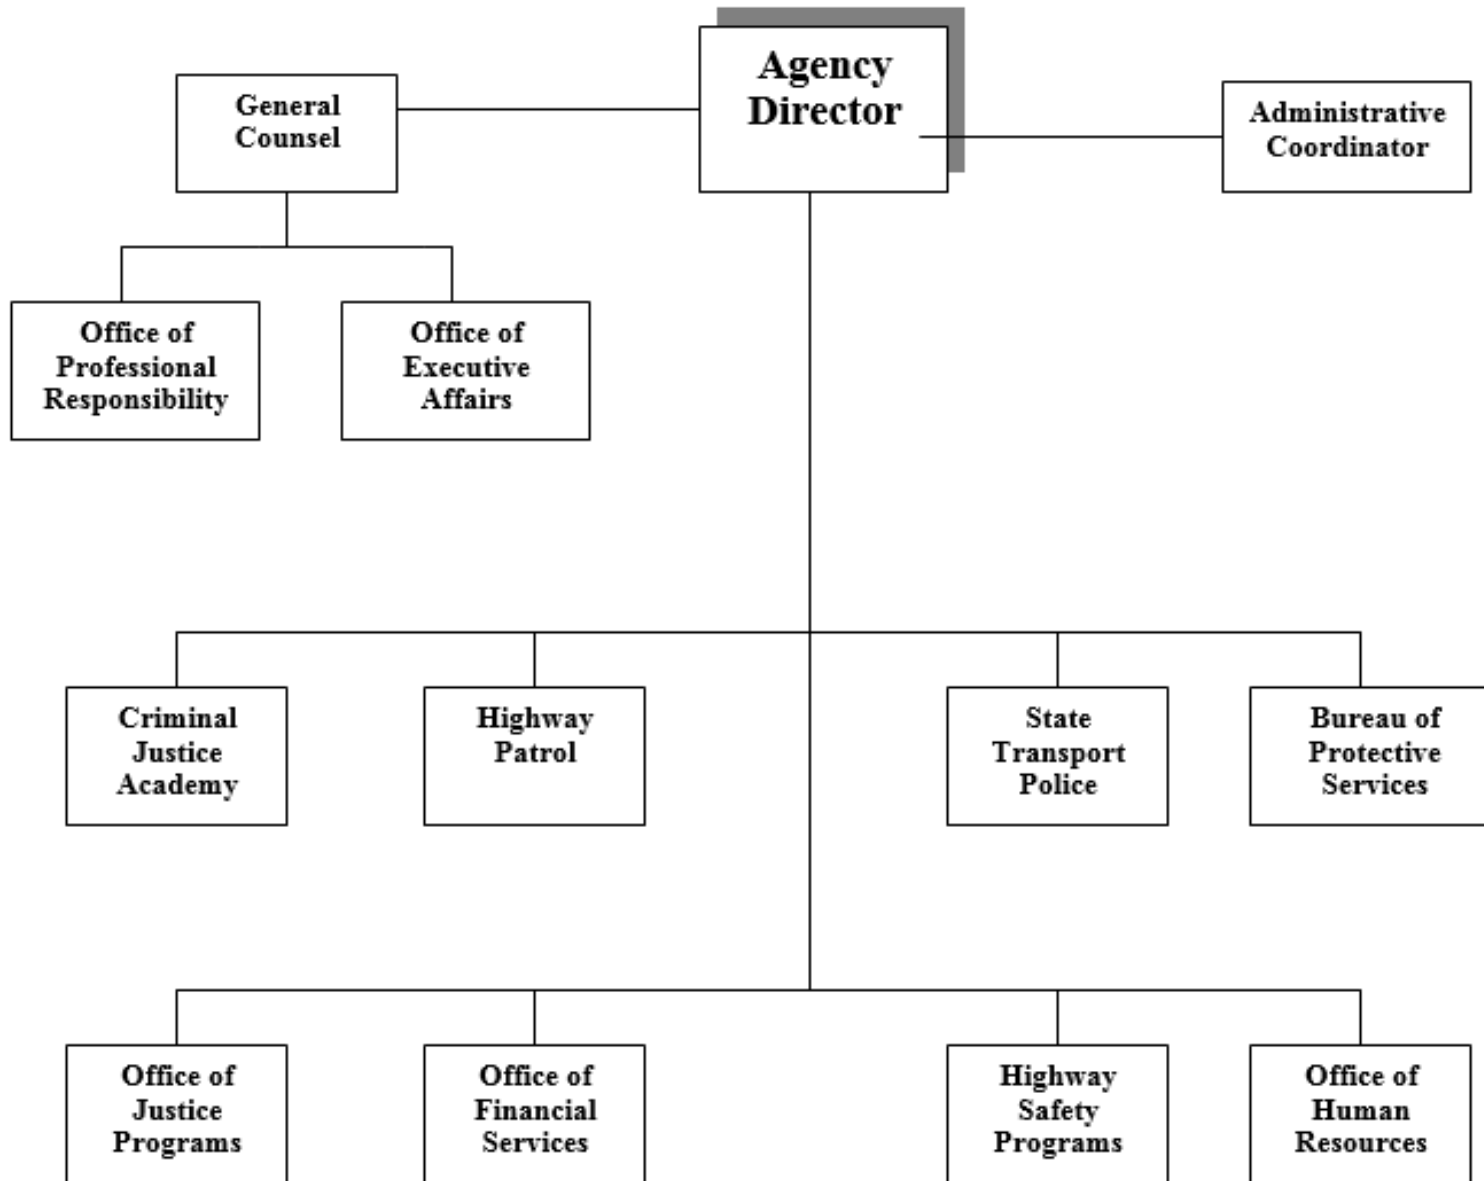 Agency
Director
General
Counsel
Administrative
Coordinator
Office of
Professional
Responsibility
Office of
Executive
Affairs
Criminal
Justice
Academy
Highway
Patrol
State
Transport
Police
Bureau of
Protective
Services
Office of
Justice
Programs
Office of
Financial
Services
Highway
Safety
Programs
Office of
Human
Resources